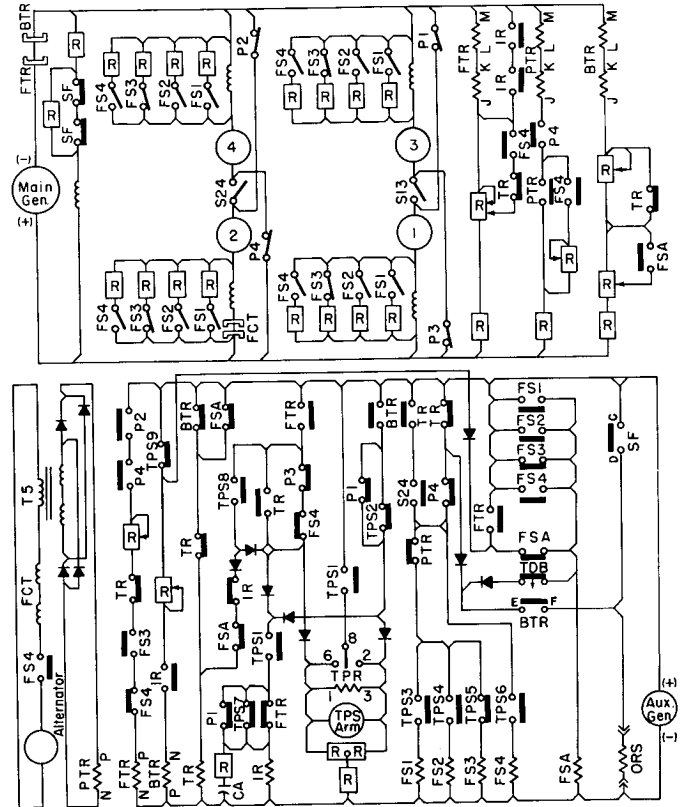 BTR
FTR
R
R
SF
SF
(-)
Main
Gen.
(+)
FS4
FS3
FS2
FS1
R
R
R
R
P2
4
S24
2
P4
R
R
R
R
FS4
FS3
FS2
FS1
FCT
FS4
FS3
FS2
FS1
R
R
R
R
P1
3
S13
1
P3
FS4
FS3
FS2
FS1
R
R
R
R
FTR
M
L
K
J
IR
IR
PTR
M
L
K
J
BTR
M
L
K
J
FS4
P4
R
TR
PTR
FS4
R
R
TR
FSA
R
R
R
R
R
T5
FCT
FS4
Alternator
PTR
P
N
P2
P4
TPS9
R
TR
R
FS3
FS4
IR
FTR
P
N
BTR
N
P
BTR
FSA
TR
TPS8
TR
IR
FSA
TPS1
P1
TPS7
FTR
R
CA
TR
IR
FTR
P3
FS4
TPS1
P1
TPS2
8
6
2
TPR
1
3
TPS
Arm
R
R
R
BTR
TR
TR
S24
P4
PTR
TPS3
TPS4
TPS5
TPS6
FS1
FS2
FS3
FS4
FS1
FS2
FS3
FS4
FTR
FSA
TDB
E
F
BTR
FSA
C
D
SF
ORS
(+)
Aux.
Gen.
(-)